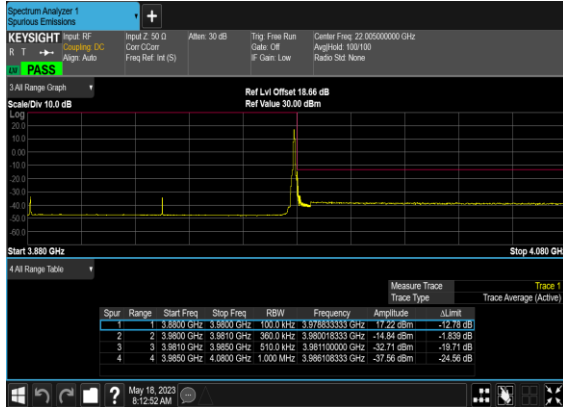 Spectrum Analyzer 1
Spurious Emissions
+
KEYSIGHT Input: RF Input Z: 50 Ω Atten: 30 dB Trig: Free Run Center Freq: 22.005000000 GHz
R T Coupling: DC Corr CCorr Gate: Off Avg|Hold: 100/100
Align: Auto Freq Ref: Int (S) IF Gain: Low Radio Std: None
PASS
3 All Range Graph
Ref Lvl Offset 18.66 dB
Scale/Div 10.0 dB Ref Value 30.00 dBm
Log
20.0
10.0
0.00
-10.0
-20.0
-30.0
-40.0
-50.0
-60.0
Start 3.880 GHz Stop 4.080 GH
4 All Range Table
Measure Trace Trace 1
Trace Type Trace Average (Active)
Spur Range Start Freq Stop Freq RBW Frequency Amplitude ΔLimit
1 1 3.8800 GHz 3.9800 GHz 100.0 kHz 3.978833333 GHz 17.22 dBm -12.78 dB
2 2 3.9800 GHz 3.9810 GHz 360.0 kHz 3.980018333 GHz -14.84 dBm -1.839 dB
3 3 3.9810 GHz 3.9850 GHz 510.0 kHz 3.981100000 GHz -32.71 dBm -19.71 dB
4 4 3.9850 GHz 4.0800 GHz 1.000 MHz 3.986108333 GHz -37.56 dBm -24.56 dB
? May 18, 2023
8:12:52 AM